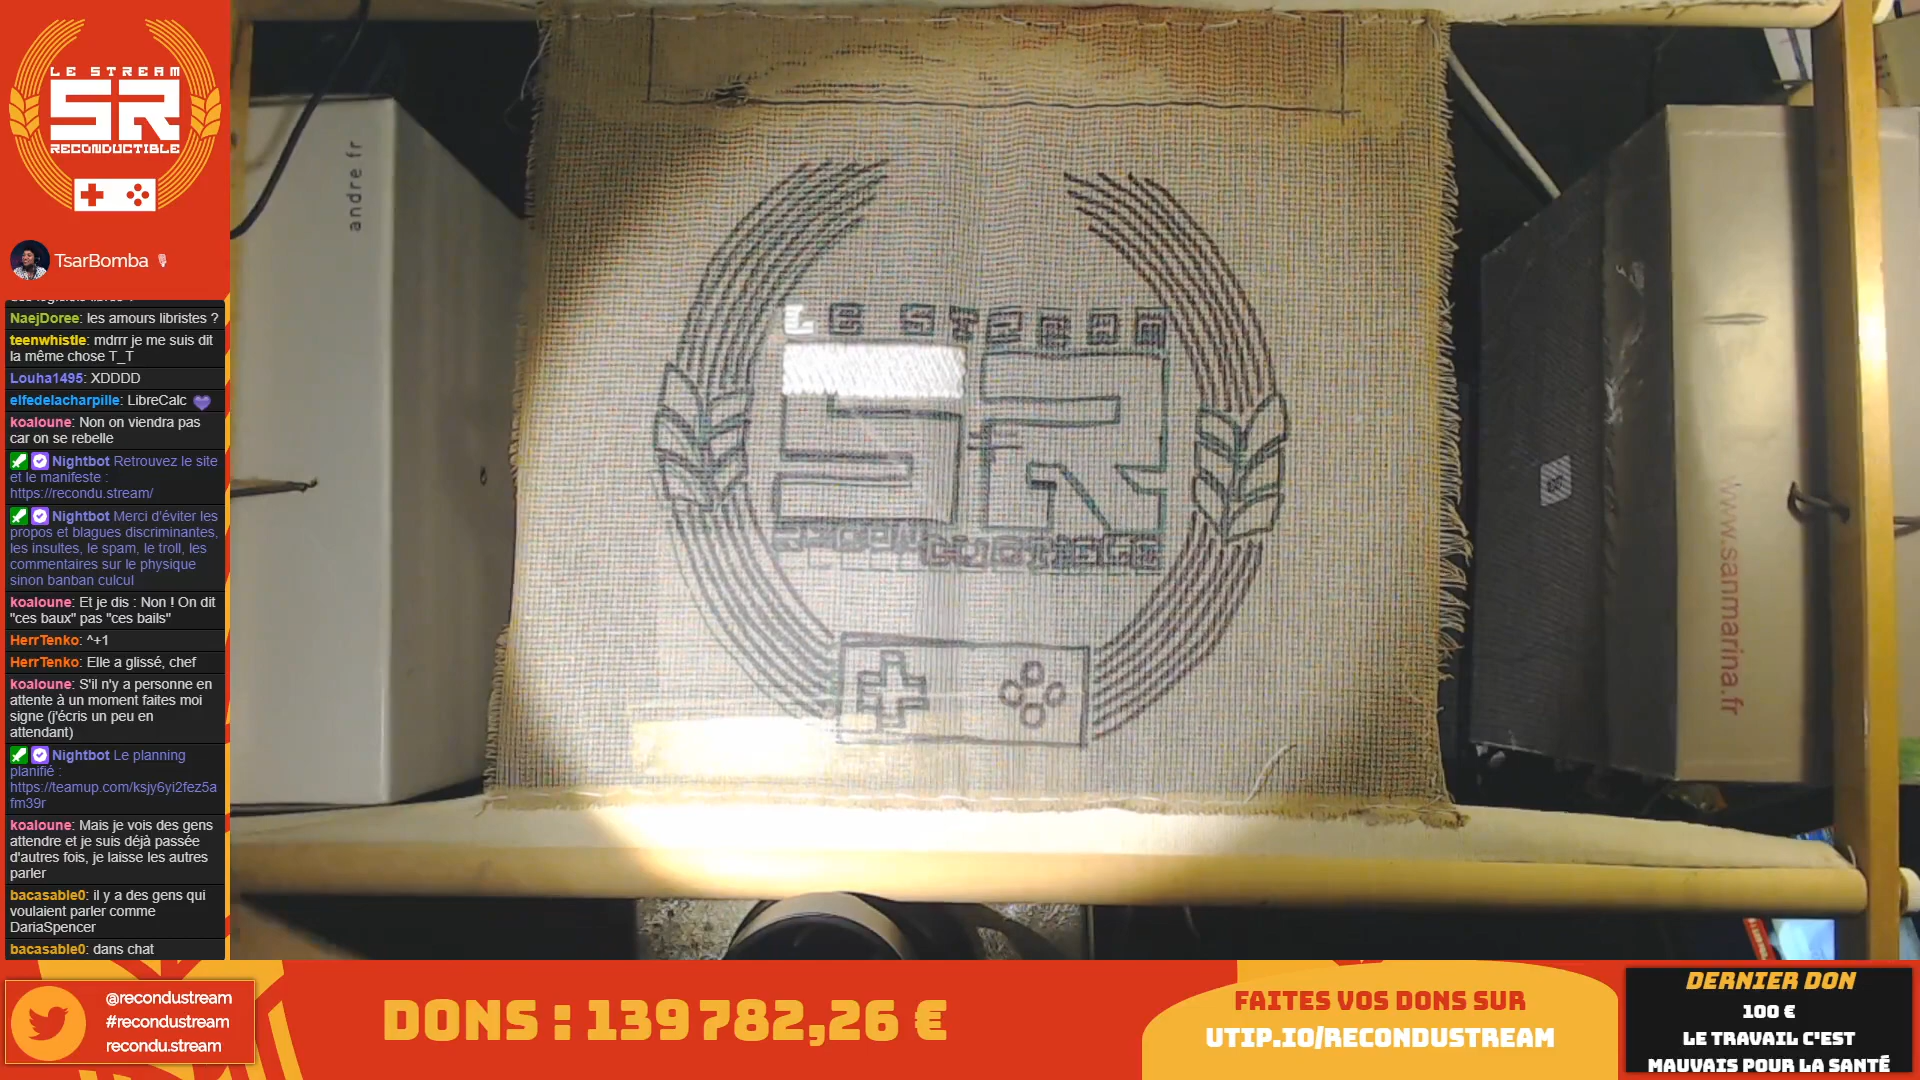 LE STREAM
SR
RECONDUCTIBLE
TsarBomba
NaejDoree: les amours libristes ?
teenwhistle: mdrrr je me suis dit
la même chose T_T
Louha1495: XDDDD
elfedelacharpille: LibreCalc
koaloune: Non on viendra pas
car on se rebelle
Nightbot Retrouvez le site
et le manifeste :
https://recondu.stream/
Nightbot Merci d'éviter les
propos et blagues discriminantes,
les insultes, le spam, le troll, les
commentaires sur le physique
sinon banban culcul
koaloune: Et je dis : Non ! On dit
"ces baux" pas "ces bails"
HerrTenko: ^+1
HerrTenko: Elle a glissé, chef
koaloune: S'il n'y a personne en
attente à un moment faites moi
signe (j'écris un peu en
attendant)
Nightbot Le planning
planifié :
https://teamup.com/ksjy6yi2fez5a
fm39r
koaloune: Mais je vois des gens
attendre et je suis déjà passée
d'autres fois, je laisse les autres
parler
bacasable0: il y a des gens qui
voulaient parler comme
DariaSpencer
bacasable0: dans chat
andre fr
LE STREAM
SR
RECONDUCTIBLE
www.sanmarina.fr
@recondustream
#recondustream
recondu.stream
DONS : 139 782,26 €
FAITES VOS DONS SUR
UTIP.IO/RECONDUSTREAM
DERNIER DON
100 €
LE TRAVAIL C'EST
MAUVAIS POUR LA SANTÉ